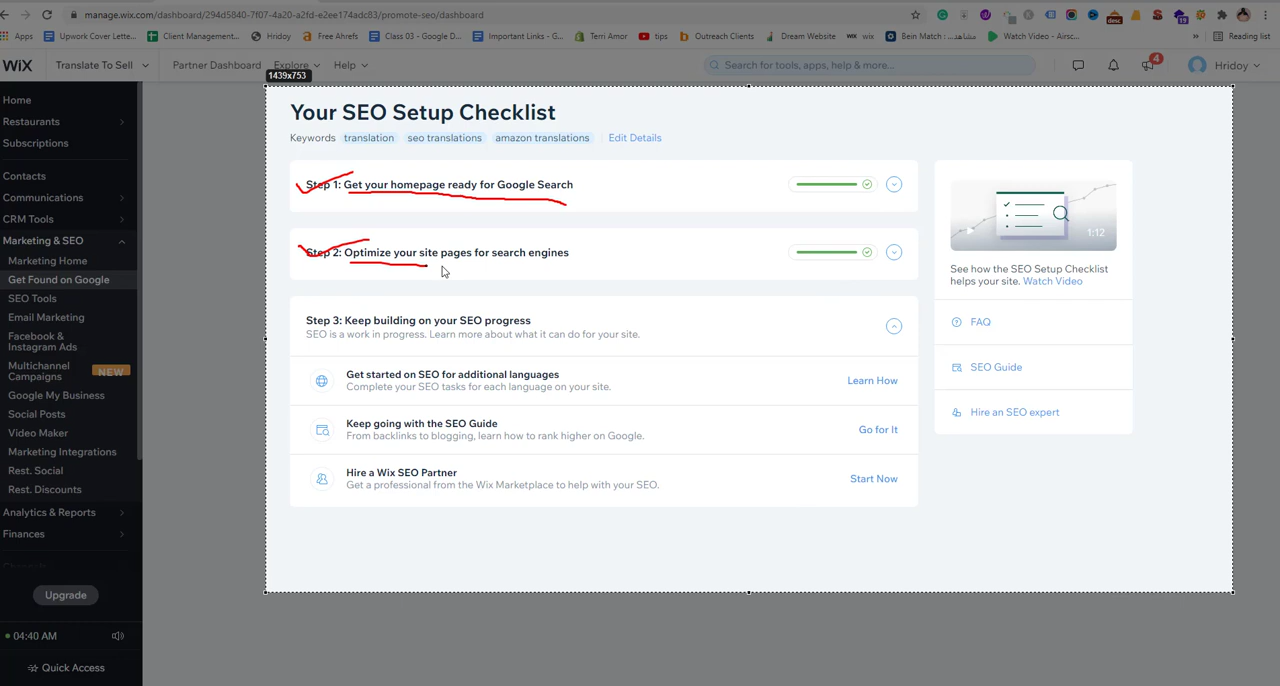 manage.wix.com/dashboard/294d5840-7f07-4a20-a2fd-e2ee174adc83/promote-seo/dashboard
desc
19
Apps
Upwork Cover Lette...
Client Management...
Hridoy
Free Ahrefs
Class 03 - Google D...
Important Links - G...
Terri Amor
tips
Outreach Clients
Dream Website
WIX wix
Bein Match : مشاهد...
Watch Video - Airsc...
»
Reading list
WIX
Translate To Sell
Partner Dashboard
Explore
Help
Search for tools, apps, help & more...
4
Hridoy
1439x753
Home
Restaurants
Subscriptions
Contacts
Communications
CRM Tools
Marketing & SEO
Marketing Home
Get Found on Google
SEO Tools
Email Marketing
Facebook &
Instagram Ads
Multichannel
Campaigns
NEW
Google My Business
Social Posts
Video Maker
Marketing Integrations
Rest. Social
Rest. Discounts
Analytics & Reports
Finances
Upgrade
04:40 AM
Quick Access
Your SEO Setup Checklist
Keywords translation seo translations amazon translations Edit Details
Step 1: Get your homepage ready for Google Search
Step 2: Optimize your site pages for search engines
Step 3: Keep building on your SEO progress
SEO is a work in progress. Learn more about what it can do for your site.
Get started on SEO for additional languages
Complete your SEO tasks for each language on your site.
Learn How
Keep going with the SEO Guide
From backlinks to blogging, learn how to rank higher on Google.
Go for It
Hire a Wix SEO Partner
Get a professional from the Wix Marketplace to help with your SEO.
Start Now
1:12
See how the SEO Setup Checklist
helps your site. Watch Video
FAQ
SEO Guide
Hire an SEO expert